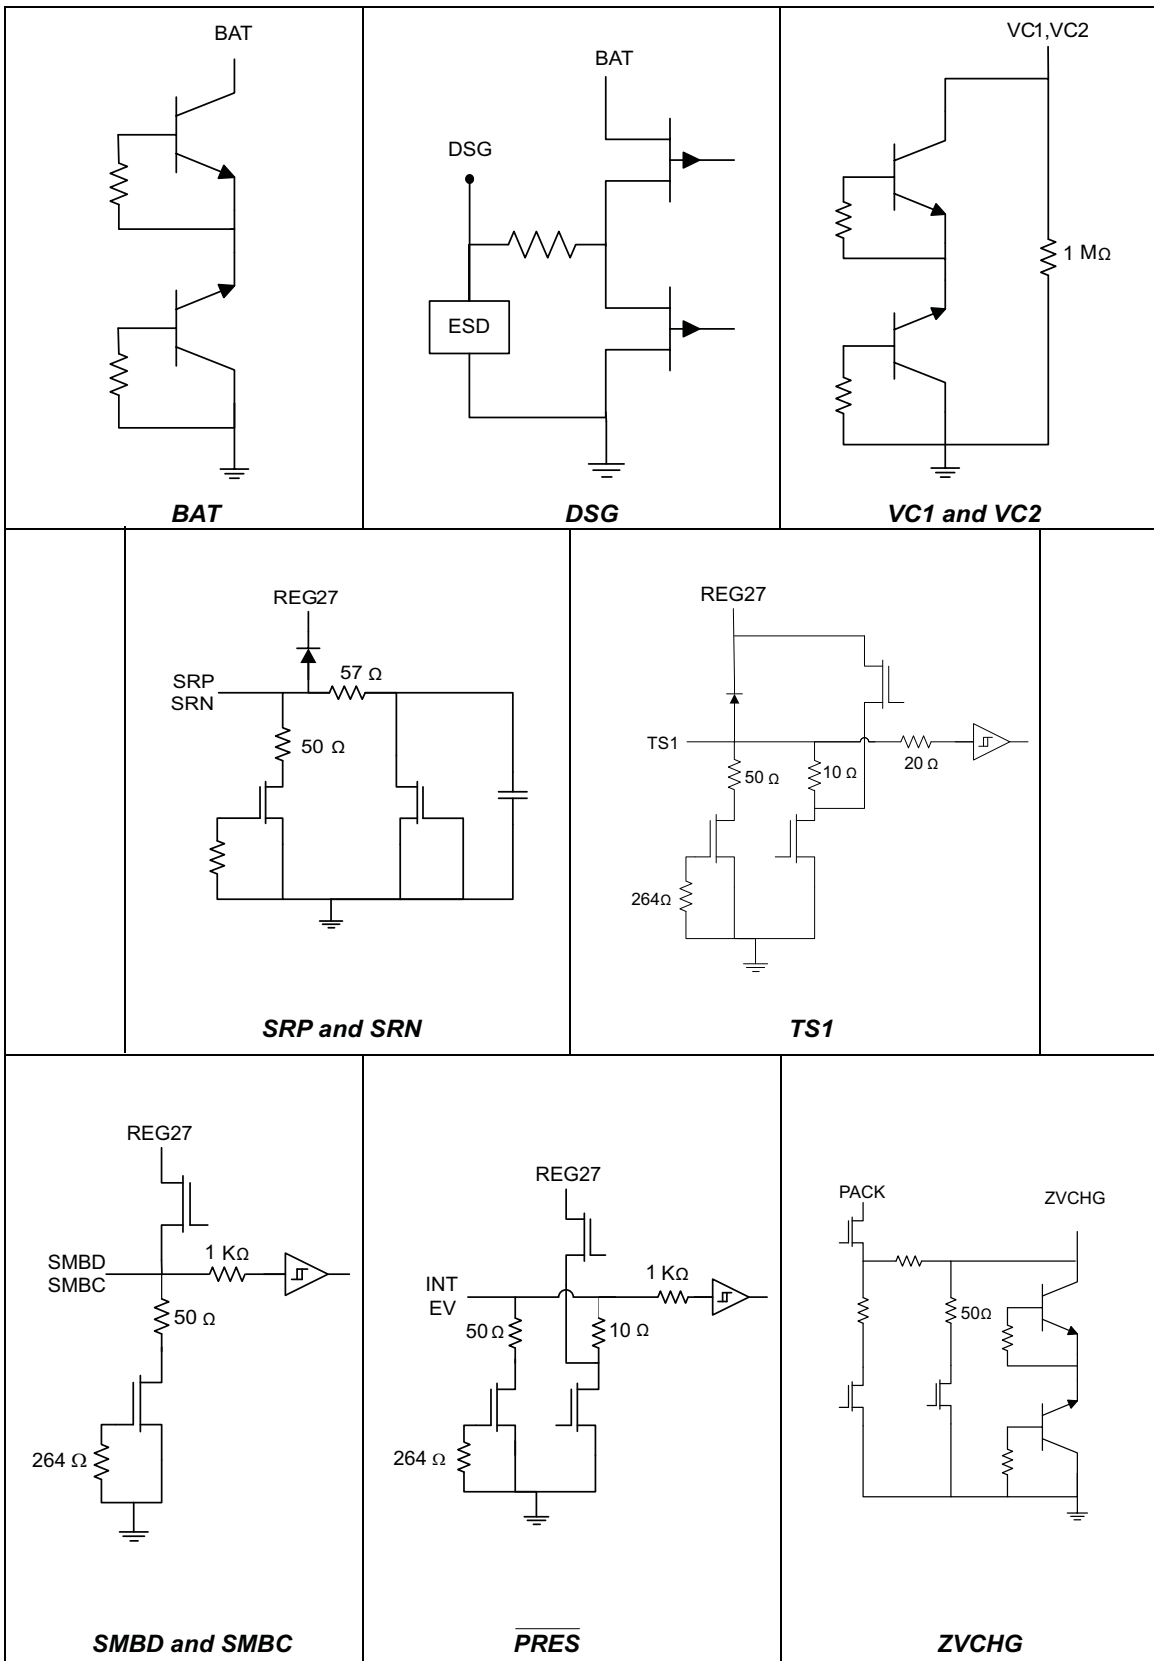 BAT
BAT
DSG
BAT
ESD
DSG
VC1,VC2
1 MΩ
VC1 and VC2
REG27
SRP
SRN
57 Ω
50 Ω
SRP and SRN
REG27
TS1
50 Ω
10 Ω
20 Ω
264Ω
TS1
REG27
SMBD
SMBC
1 KΩ
50 Ω
264 Ω
SMBD and SMBC
REG27
INT
EV
1 KΩ
50 Ω
10 Ω
264 Ω
PRES
PACK
ZVCHG
50Ω
ZVCHG